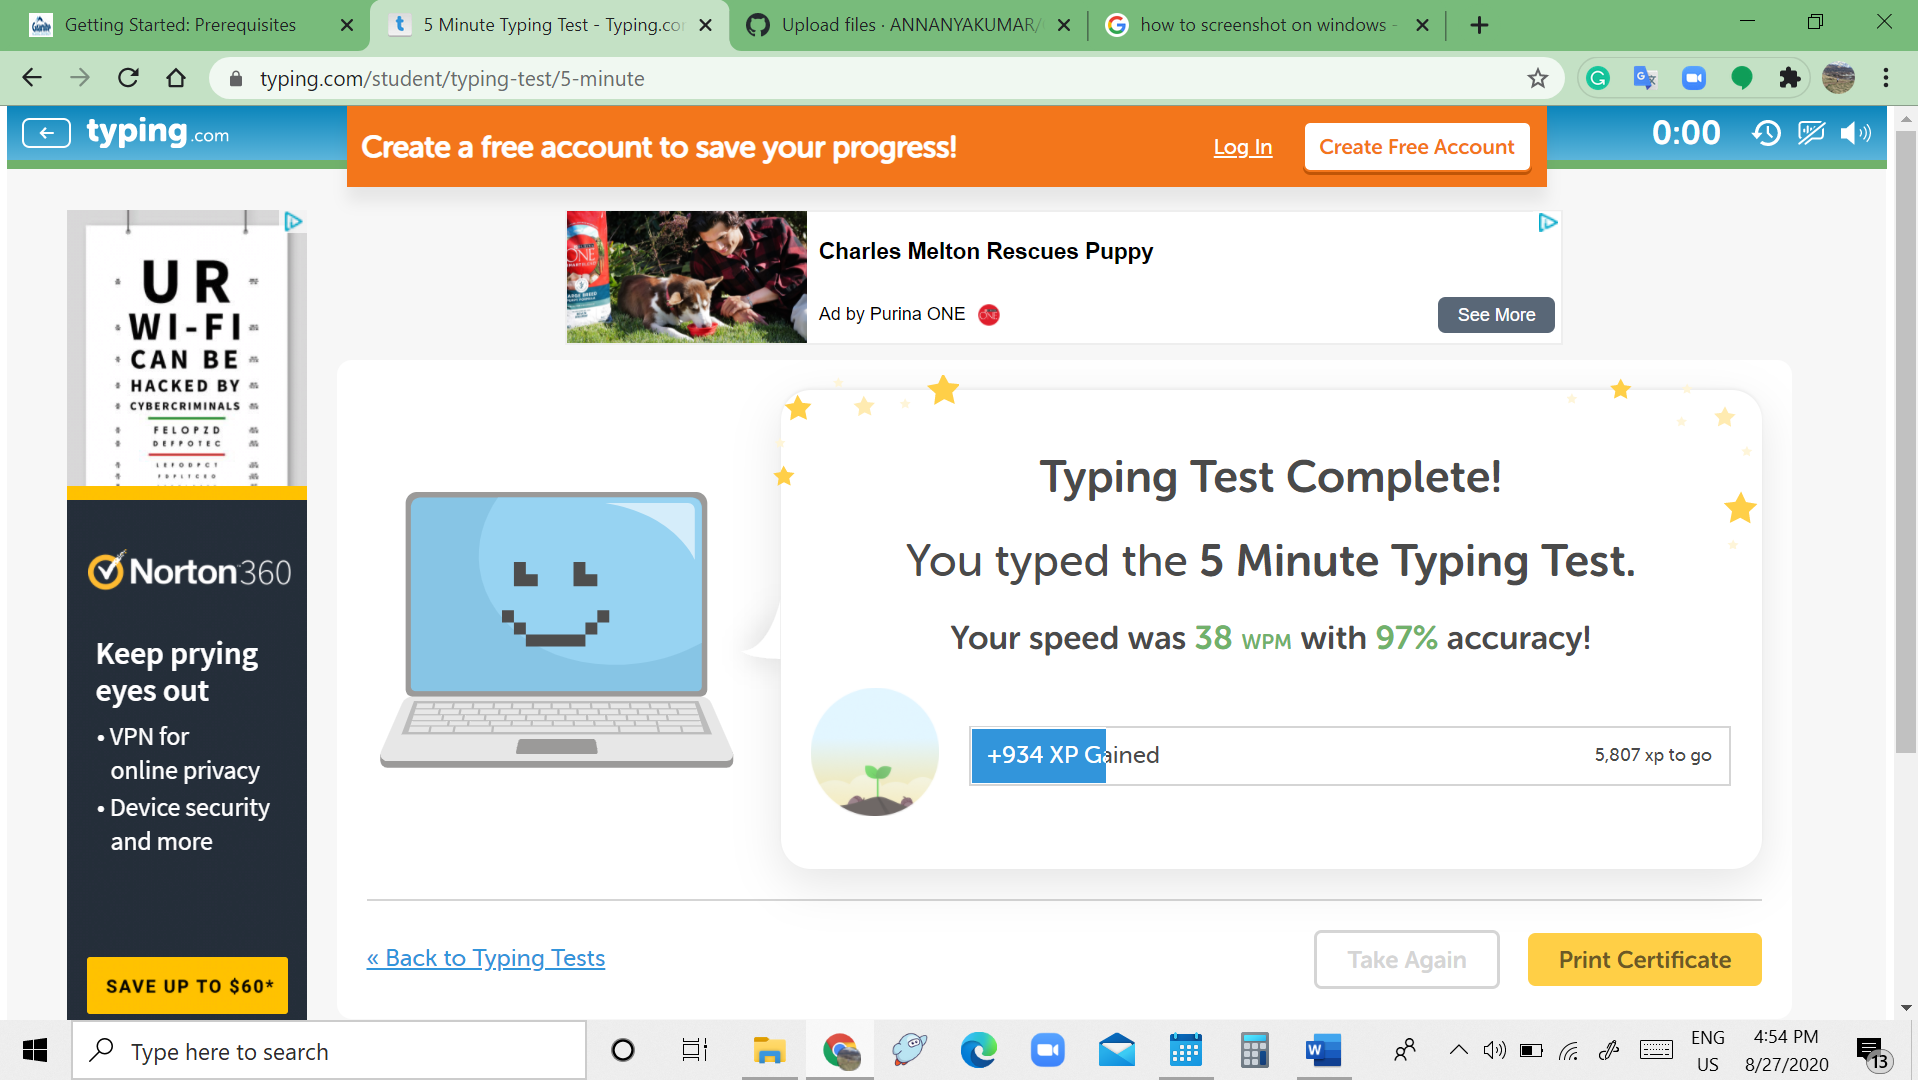 Getting Started: Prerequisites
5 Minute Typing Test - Typing.co
Upload files · ANNANYAKUMAR/
how to screenshot on windows -
typing.com/student/typing-test/5-minute
typing.com
Create a free account to save your progress!
Log In
Create Free Account
0:00
UR
WI-FI
CAN BE
HACKED BY
CYBERCRIMINALS
FELOPZD
DEFPOTEC
LEFODPCT
FDPLTCEO
Norton360
Keep prying
eyes out
• VPN for
online privacy
• Device security
and more
SAVE UP TO $60*
ONE
Charles Melton Rescues Puppy
Ad by Purina ONE
ONE
See More
Typing Test Complete!
You typed the 5 Minute Typing Test.
Your speed was 38 WPM with 97% accuracy!
+934 XP Gained
5,807 xp to go
« Back to Typing Tests
Take Again
Print Certificate
Type here to search
ENG
US
4:54 PM
8/27/2020
13